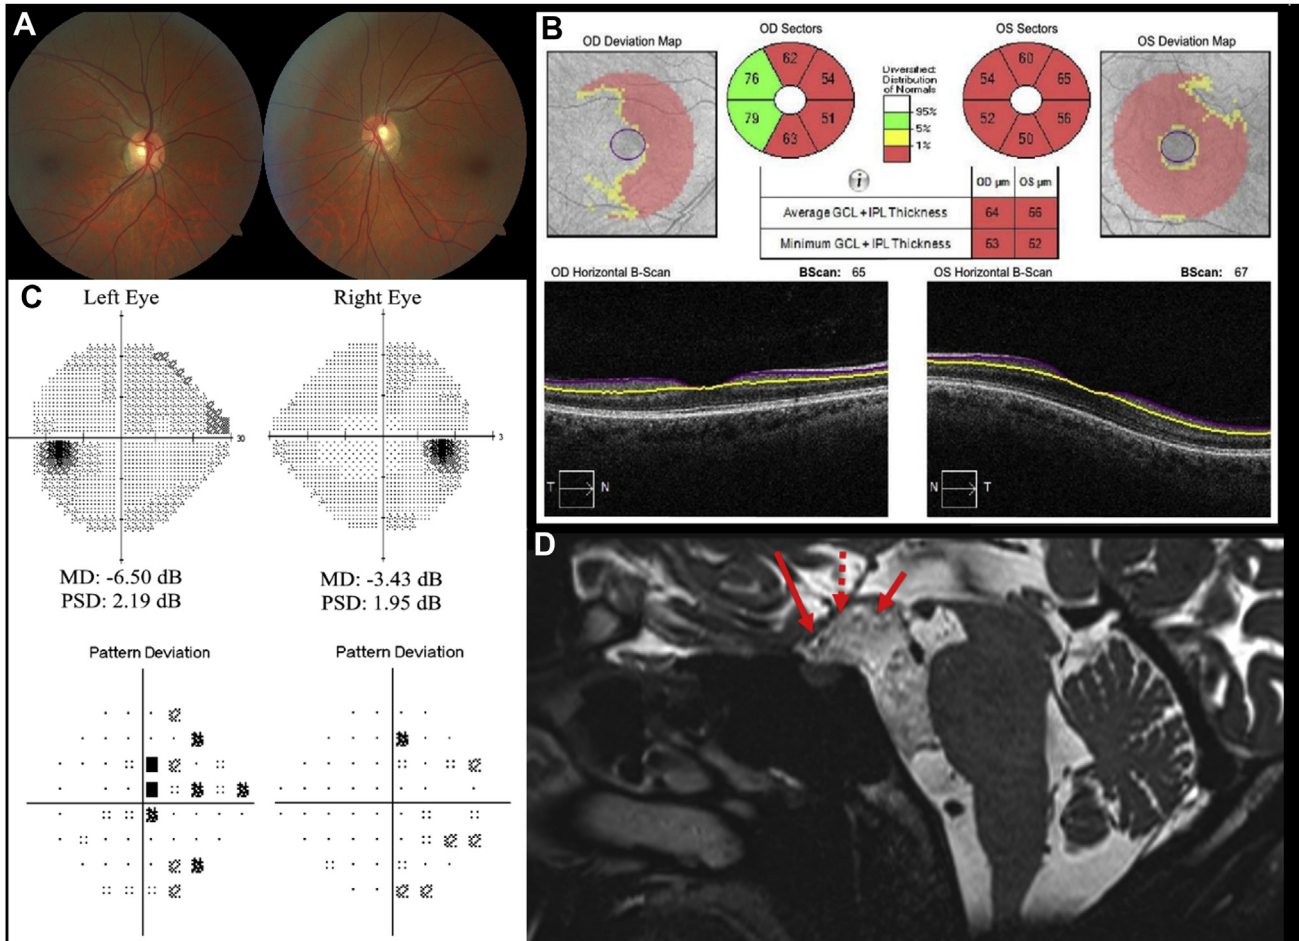 A
B
OD Deviation Map
OD Sectors
OS Sectors
OS Deviation Map
62
76
54
79
51
63
Diversified:
Distribution
of Normals
95%
5%
1%
60
54
65
52
56
50
i
OD μm
OS μm
Average GCL + IPL Thickness
64
56
Minimum GCL + IPL Thickness
53
52
OD Horizontal B-Scan
BScan: 65
OS Horizontal B-Scan
BScan: 67
T
N
N
T
C
Left Eye
Right Eye
30
3
MD: -6.50 dB
PSD: 2.19 dB
MD: -3.43 dB
PSD: 1.95 dB
Pattern Deviation
Pattern Deviation
D